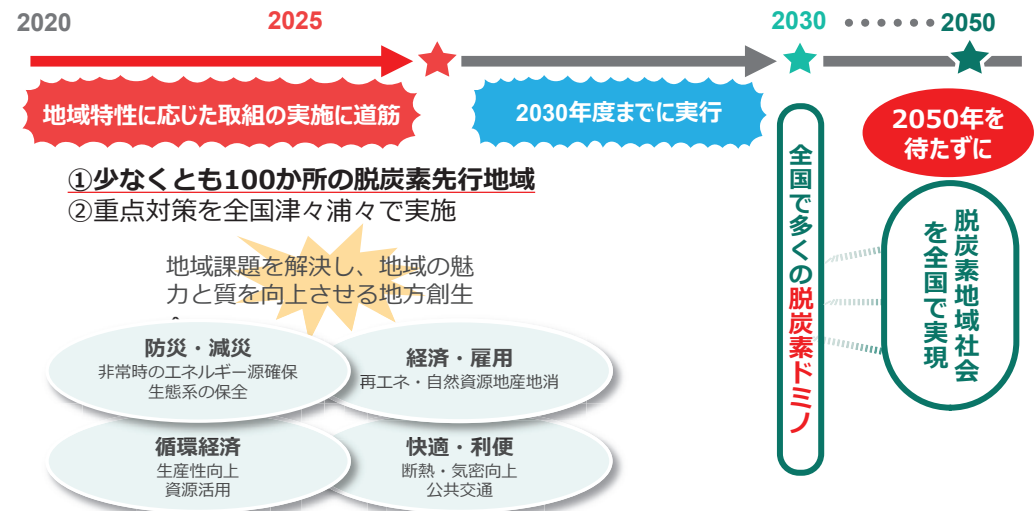 2020
2025
2030
••••••
2050
地域特性に応じた取組の実施に道筋
2030年度までに実行
①少なくとも100か所の脱炭素先行地域
②重点対策を全国津々浦々で実施
地域課題を解決し、地域の魅
力と質を向上させる地方創生
防災・減災
非常時のエネルギー源確保
生態系の保全
経済・雇用
再エネ・自然資源地産地消
循環経済
生産性向上
資源活用
快適・利便
断熱・気密向上
公共交通
全国で多くの脱炭素ドミノ
2050年を
待たずに
脱炭素地域社会
を全国で実現